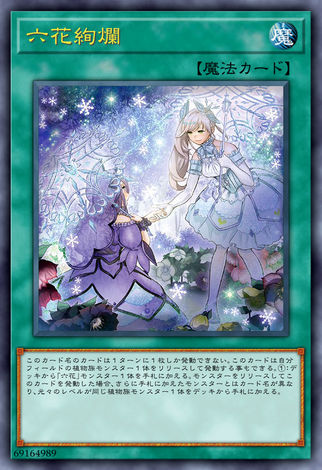 六花絢爛
魔
【魔法カード】
このカード名のカードは1ターンに1枚しか発動できない。このカードは自分
フィールドの植物族モンスター1体をリリースして発動する事もできる。①:デ
ッキから「六花」モンスター1体を手札に加える。モンスターをリリースしてこ
のカードを発動した場合、さらに手札に加えたモンスターとはカード名が異な
り、元々のレベルが同じ植物族モンスター1体をデッキから手札に加える。
69164989